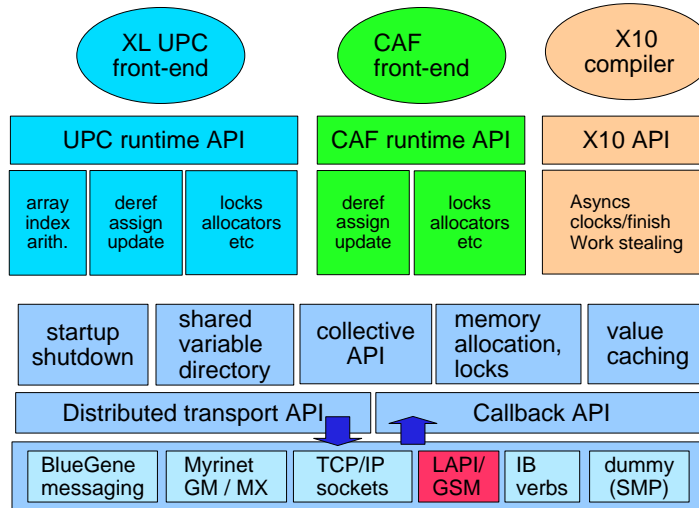 XL UPC
front-end
CAF
front-end
X10
compiler
UPC runtime API
CAF runtime API
X10 API
array
index
arith.
deref
assign
update
locks
allocators
etc
deref
assign
update
locks
allocators
etc
Asyncs
clocks/finish
Work stealing
startup
shutdown
shared
variable
directory
collective
API
memory
allocation,
locks
value
caching
Distributed transport API
Callback API
BlueGene
messaging
Myrinet
GM / MX
TCP/IP
sockets
LAPI/
GSM
IB
verbs
dummy
(SMP)